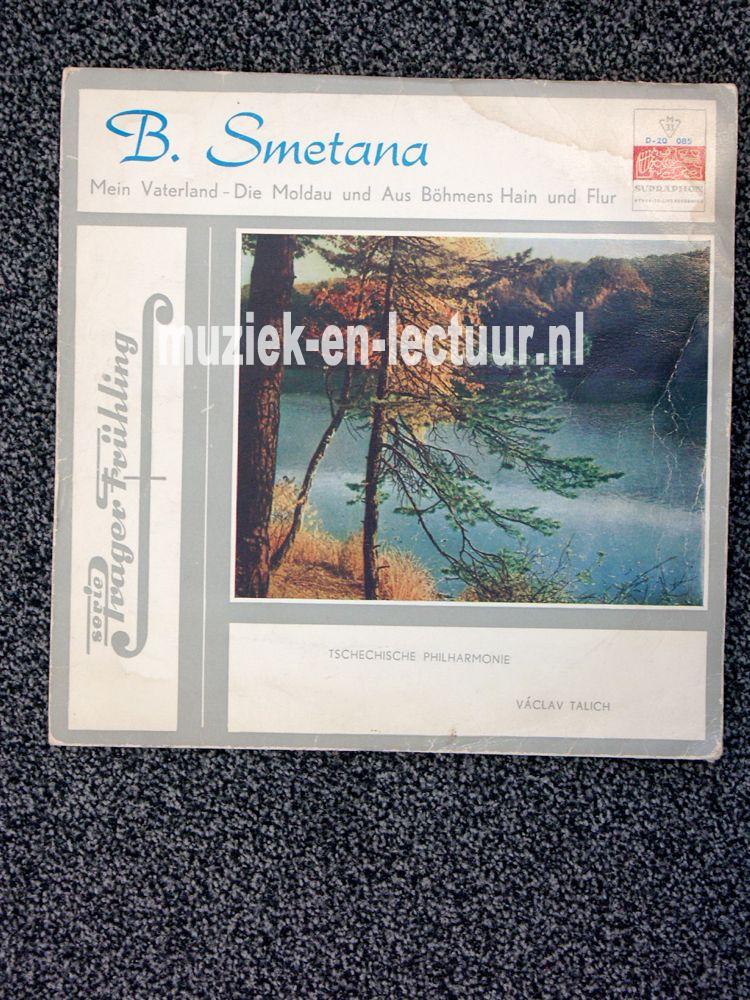 B. Smetana
Mein Vaterland - Die Moldau und Aus Böhmens Hain und Flur
M
33
D-20 085
SUPRAPHON
serie
Prager Frühling
muziek-en-lectuur.nl
TSCHECHISCHE PHILHARMONIE
VÁCLAV TALICH